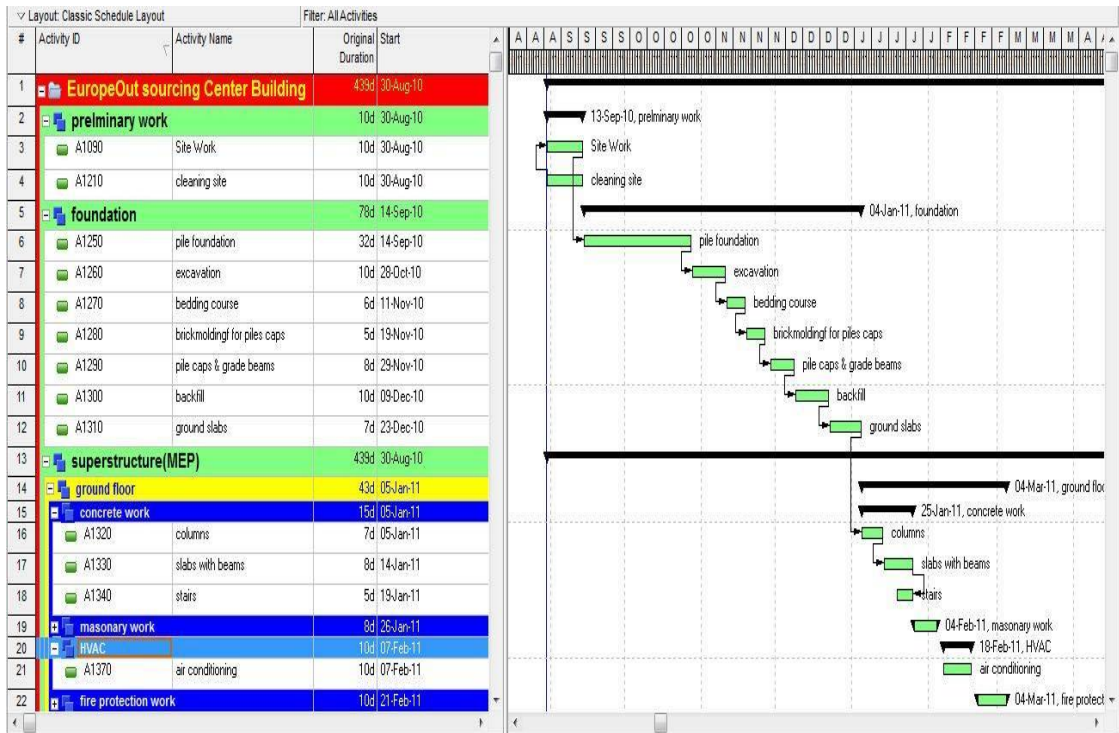 Layout: Classic Schedule Layout Filter: All Activities
# Activity ID Activity Name Original Duration Start
A A A S S S S O O O O O N N N N D D D J J J J J F F F F M M M M A
1 EuropeOut sourcing Center Building 439d 30-Aug-10
2 prelminary work 10d 30-Aug-10 13-Sep-10, prelminary work
3 A1090 Site Work 10d 30-Aug-10 Site Work
4 A1210 cleaning site 10d 30-Aug-10 cleaning site
5 foundation 78d 14-Sep-10 04-Jan-11, foundation
6 A1250 pile foundation 32d 14-Sep-10 pile foundation
7 A1260 excavation 10d 28-Oct-10 excavation
8 A1270 bedding course 6d 11-Nov-10 bedding course
9 A1280 brickmoldingf for piles caps 5d 19-Nov-10 brickmoldingf for piles caps
10 A1290 pile caps & grade beams 8d 29-Nov-10 pile caps & grade beams
11 A1300 backfill 10d 09-Dec-10 backfill
12 A1310 ground slabs 7d 23-Dec-10 ground slabs
13 superstructure(MEP) 439d 30-Aug-10
14 ground floor 43d 05-Jan-11 04-Mar-11, ground floo
15 concrete work 15d 05-Jan-11 25-Jan-11, concrete work
16 A1320 columns 7d 05-Jan-11 columns
17 A1330 slabs with beams 8d 14-Jan-11 slabs with beams
18 A1340 stairs 5d 19-Jan-11 stairs
19 masonary work 8d 26-Jan-11 04-Feb-11, masonary work
20 HVAC 10d 07-Feb-11 18-Feb-11, HVAC
21 A1370 air conditioning 10d 07-Feb-11 air conditioning
22 fire protection work 10d 21-Feb-11 04-Mar-11, fire protect